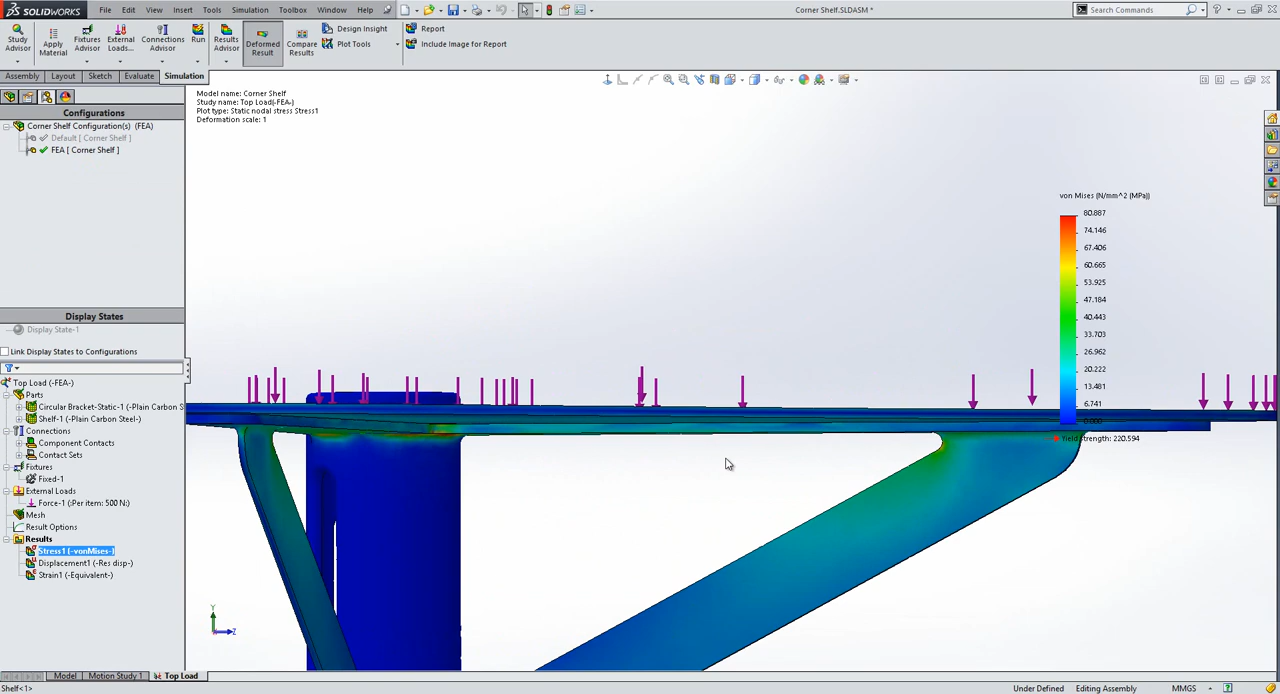 SOLIDWORKS File Edit View Insert Tools Simulation Toolbox Window Help Corner Shelf.SLDASM * Search Commands
Study Advisor
Apply Material
Fixtures Advisor
External Loads...
Connections Advisor
Run
Results Advisor
Deformed Result
Compare Results
Design Insight
Plot Tools
Report
Include Image for Report
Assembly Layout Sketch Evaluate Simulation
Configurations
Corner Shelf Configuration(s) (FEA)
Default [ Corner Shelf ]
FEA [ Corner Shelf ]
Display States
Display State-1
Link Display States to Configurations
Top Load (-FEA-)
Parts
Circular Bracket-Static-1 (-Plain Carbon S
Shelf-1 (-Plain Carbon Steel-)
Connections
Component Contacts
Contact Sets
Fixtures
Fixed-1
External Loads
Force-1 (:Per item: 500 N:)
Mesh
Result Options
Results
Stress1 (-vonMises-)
Displacement1 (-Res disp-)
Strain1 (-Equivalent-)
Model name: Corner Shelf
Study name: Top Load(-FEA-)
Plot type: Static nodal stress Stress1
Deformation scale: 1
von Mises (N/mm^2 (MPa))
80.887
74.146
67.406
60.665
53.925
47.184
40.443
33.703
26.962
20.222
13.481
6.741
0.000
Yield strength: 220.594
Y
Z
Model Motion Study 1 Top Load
Shelf<1> Under Defined Editing Assembly MMGS